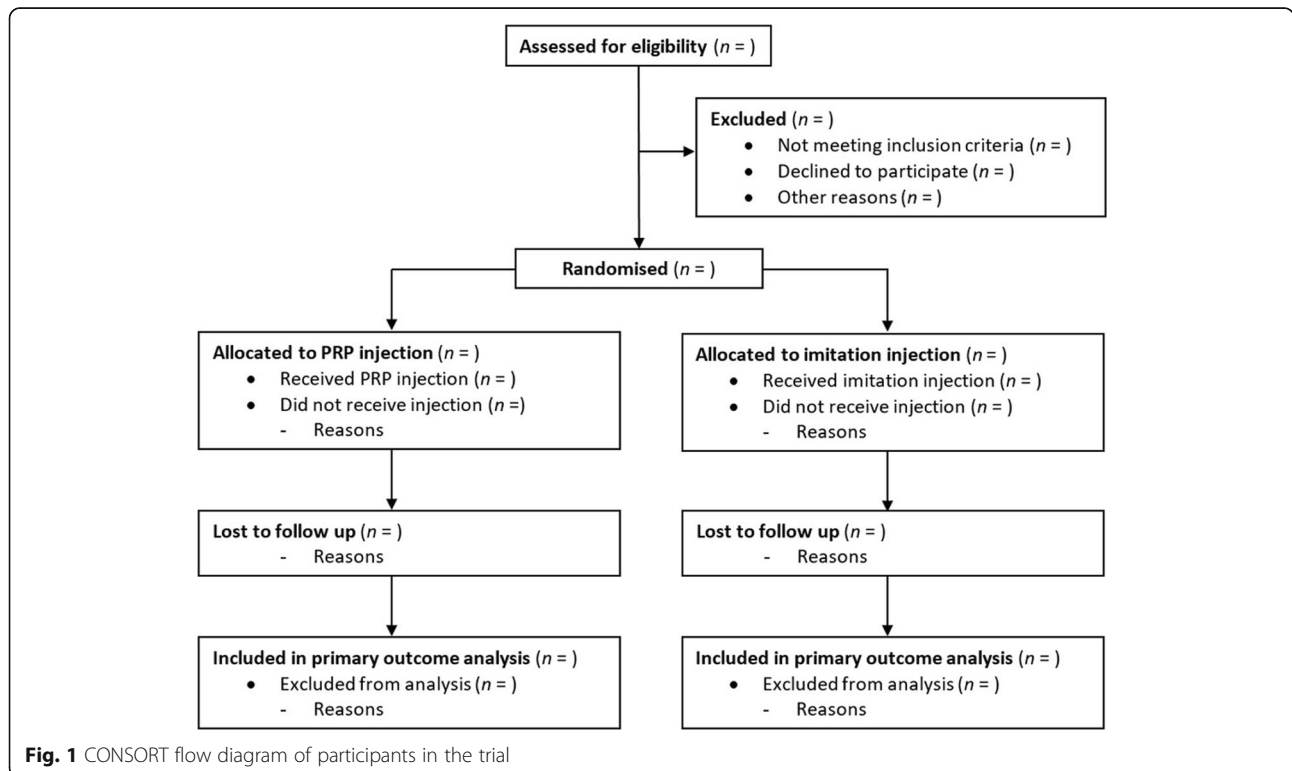 Assessed for eligibility (n = )
Excluded (n = )
• Not meeting inclusion criteria (n = )
• Declined to participate (n = )
• Other reasons (n = )
Randomised (n = )
Allocated to PRP injection (n = )
• Received PRP injection (n = )
• Did not receive injection (n =)
- Reasons
Allocated to imitation injection (n = )
• Received imitation injection (n = )
• Did not receive injection (n = )
- Reasons
Lost to follow up (n = )
- Reasons
Lost to follow up (n = )
- Reasons
Included in primary outcome analysis (n = )
• Excluded from analysis (n = )
- Reasons
Included in primary outcome analysis (n = )
• Excluded from analysis (n = )
- Reasons
Fig. 1 CONSORT flow diagram of participants in the trial